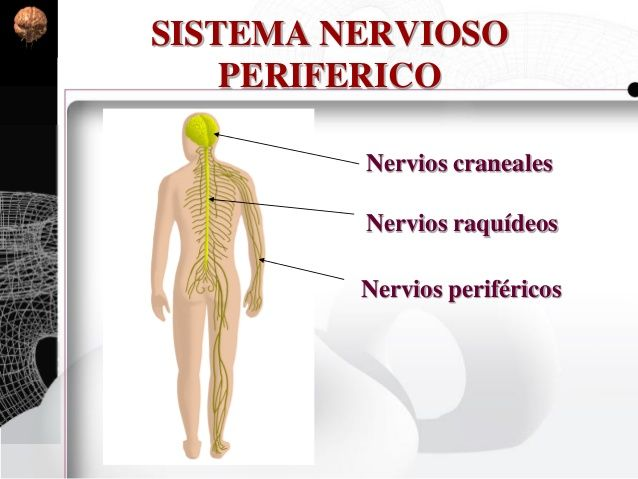 SISTEMA NERVIOSO
PERIFERICO
Nervios craneales
Nervios raquídeos
Nervios periféricos